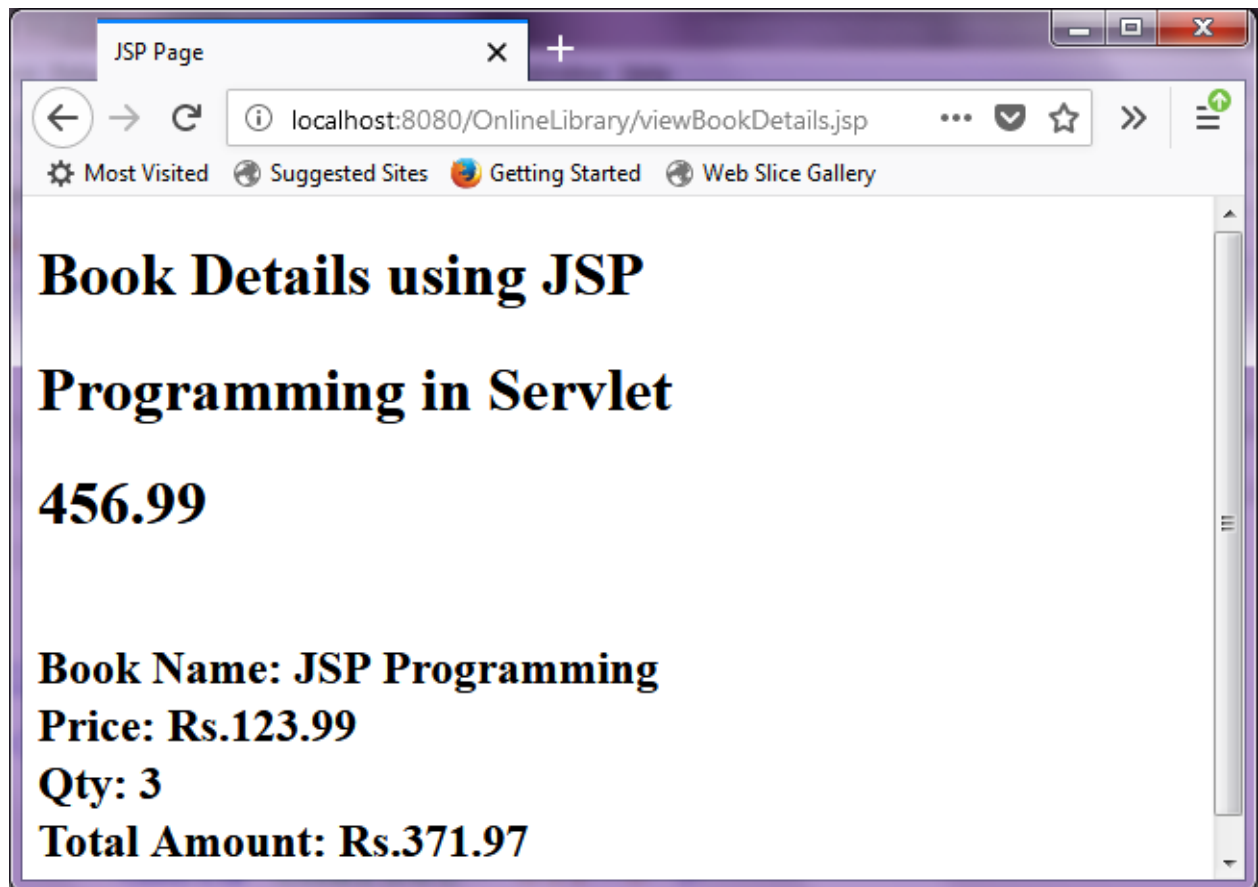 JSP Page
localhost:8080/OnlineLibrary/viewBookDetails.jsp
Most Visited Suggested Sites Getting Started Web Slice Gallery
Book Details using JSP
Programming in Servlet
456.99
Book Name: JSP Programming
Price: Rs.123.99
Qty: 3
Total Amount: Rs.371.97